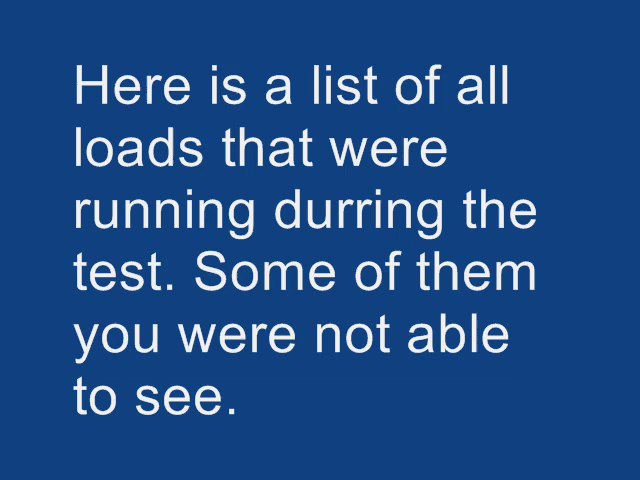 Here is a list of all
loads that were
running durring the
test. Some of them
you were not able
to see.